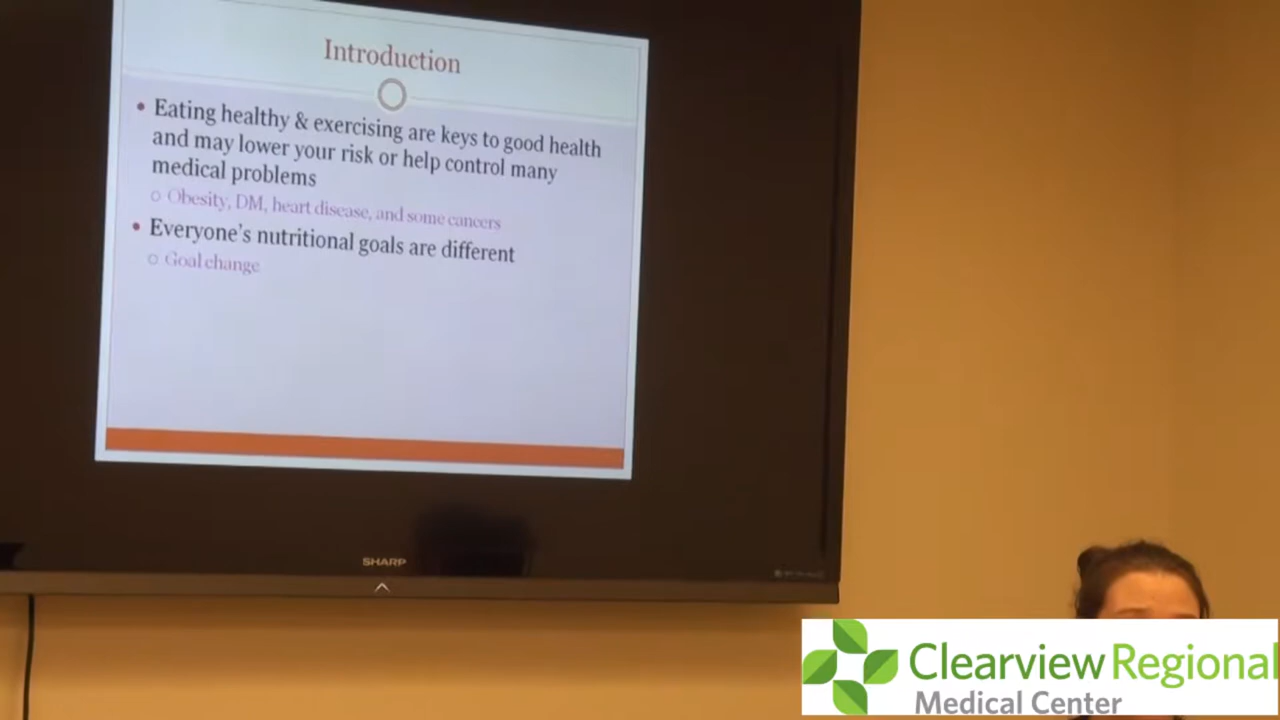 Introduction
• Eating healthy & exercising are keys to good health
and may lower your risk or help control many
medical problems
○ Obesity, DM, heart disease, and some cancers
• Everyone's nutritional goals are different
○ Goal change
SHARP
Clearview Regional
Medical Center